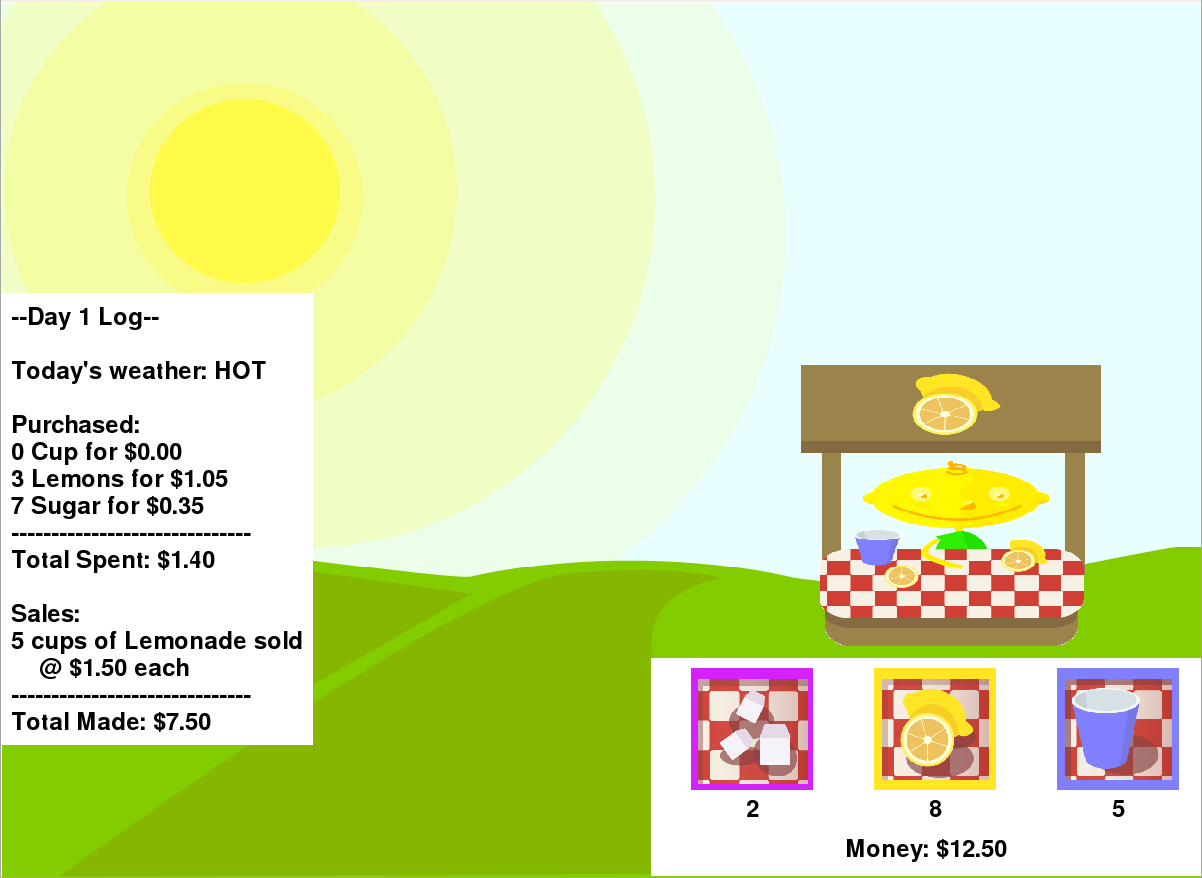 --Day 1 Log--
Today's weather: HOT
Purchased:
0 Cup for $0.00
3 Lemons for $1.05
7 Sugar for $0.35
------------------------------
Total Spent: $1.40
Sales:
5 cups of Lemonade sold
@ $1.50 each
------------------------------
Total Made: $7.50
2 8 5
Money: $12.50